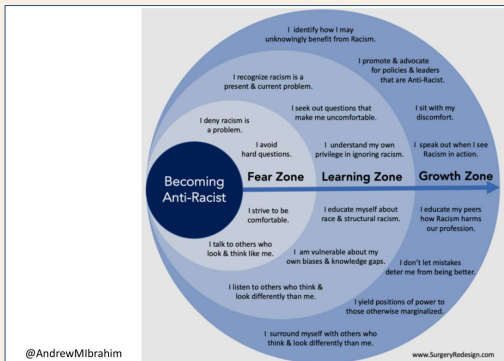 I identify how I may
unknowingly benefit from Racism.
I promote & advocate
for policies & leaders
that are Anti-Racist.
I recognize racism is a
present & current problem.
I seek out questions that
make me uncomfortable.
I sit with my
discomfort.
I deny racism is
a problem.
I avoid
hard questions.
I understand my own
privilege in ignoring racism.
I speak out when I see
Racism in action.
Becoming
Anti-Racist
Fear Zone
Learning Zone
Growth Zone
I strive to be
comfortable.
I educate myself about
race & structural racism.
I educate my peers
how Racism harms
our profession.
I talk to others who
look & think like me.
I am vulnerable about my
own biases & knowledge gaps.
I don't let mistakes
deter me from being better.
I listen to others who think &
look differently than me.
I yield positions of power to
those otherwise marginalized.
I surround myself with others who
think & look differently than me.
@AndrewMIbrahim
www.SurgeryRedesign.com